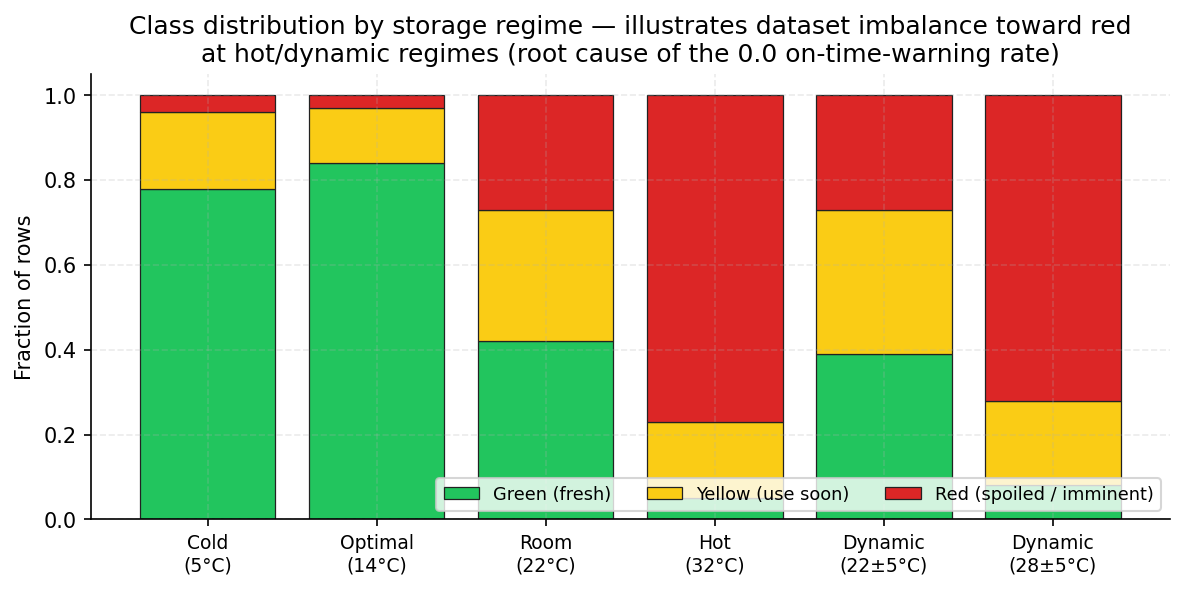 Class distribution by storage regime — illustrates dataset imbalance toward red
at hot/dynamic regimes (root cause of the 0.0 on-time-warning rate)
Fraction of rows
1.0
0.8
0.6
0.4
0.2
0.0
Green (fresh) Yellow (use soon) Red (spoiled / imminent)
Cold Optimal Room Hot Dynamic Dynamic
(5°C) (14°C) (22°C) (32°C) (22±5°C) (28±5°C)